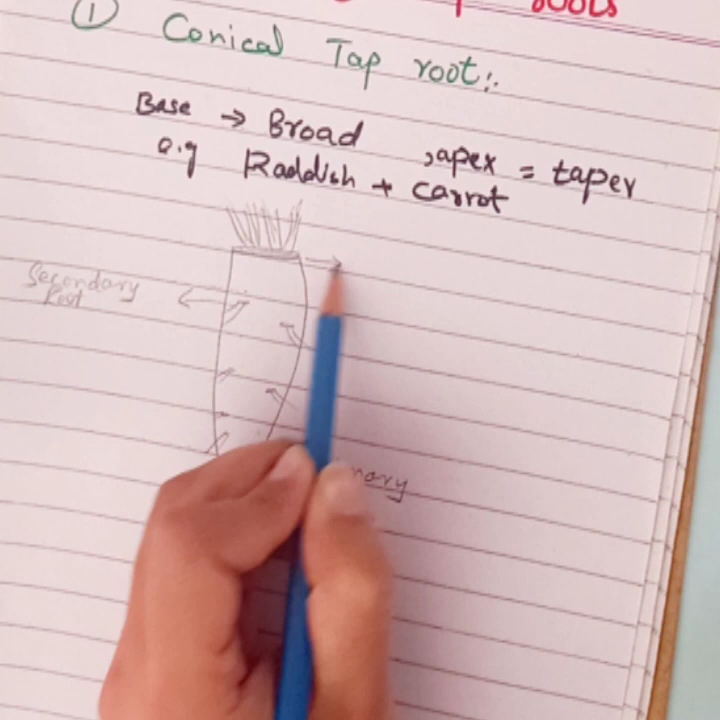 ① Conical Tap root:.
Base → Broad , apex = taper
e.g Raddish + carrot
Secondary
Root